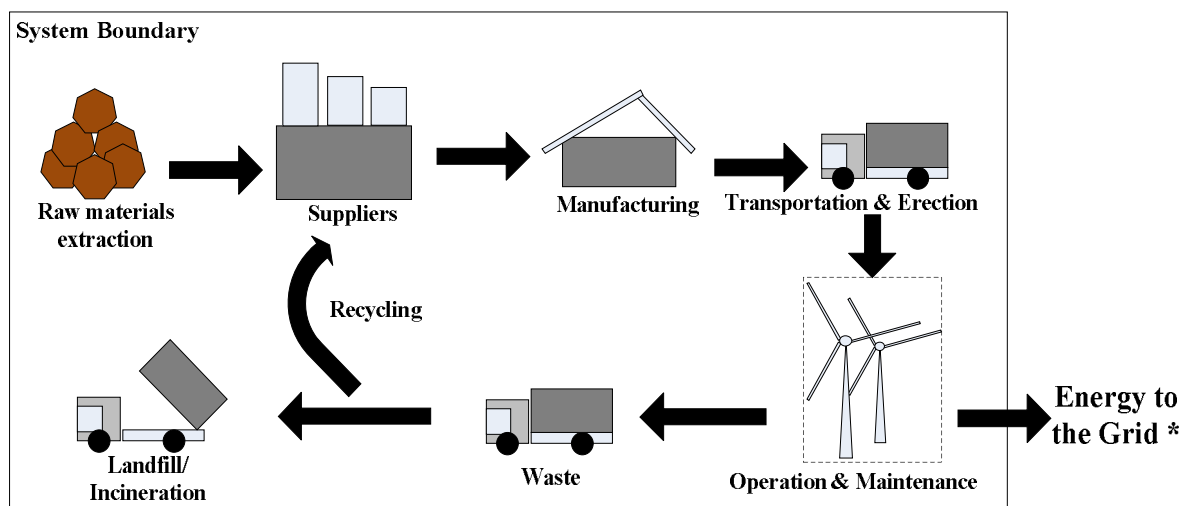 System Boundary
Raw materials
extraction
Suppliers
Manufacturing
Transportation & Erection
Recycling
Landfill/
Incineration
Waste
Operation & Maintenance
Energy to
the Grid *